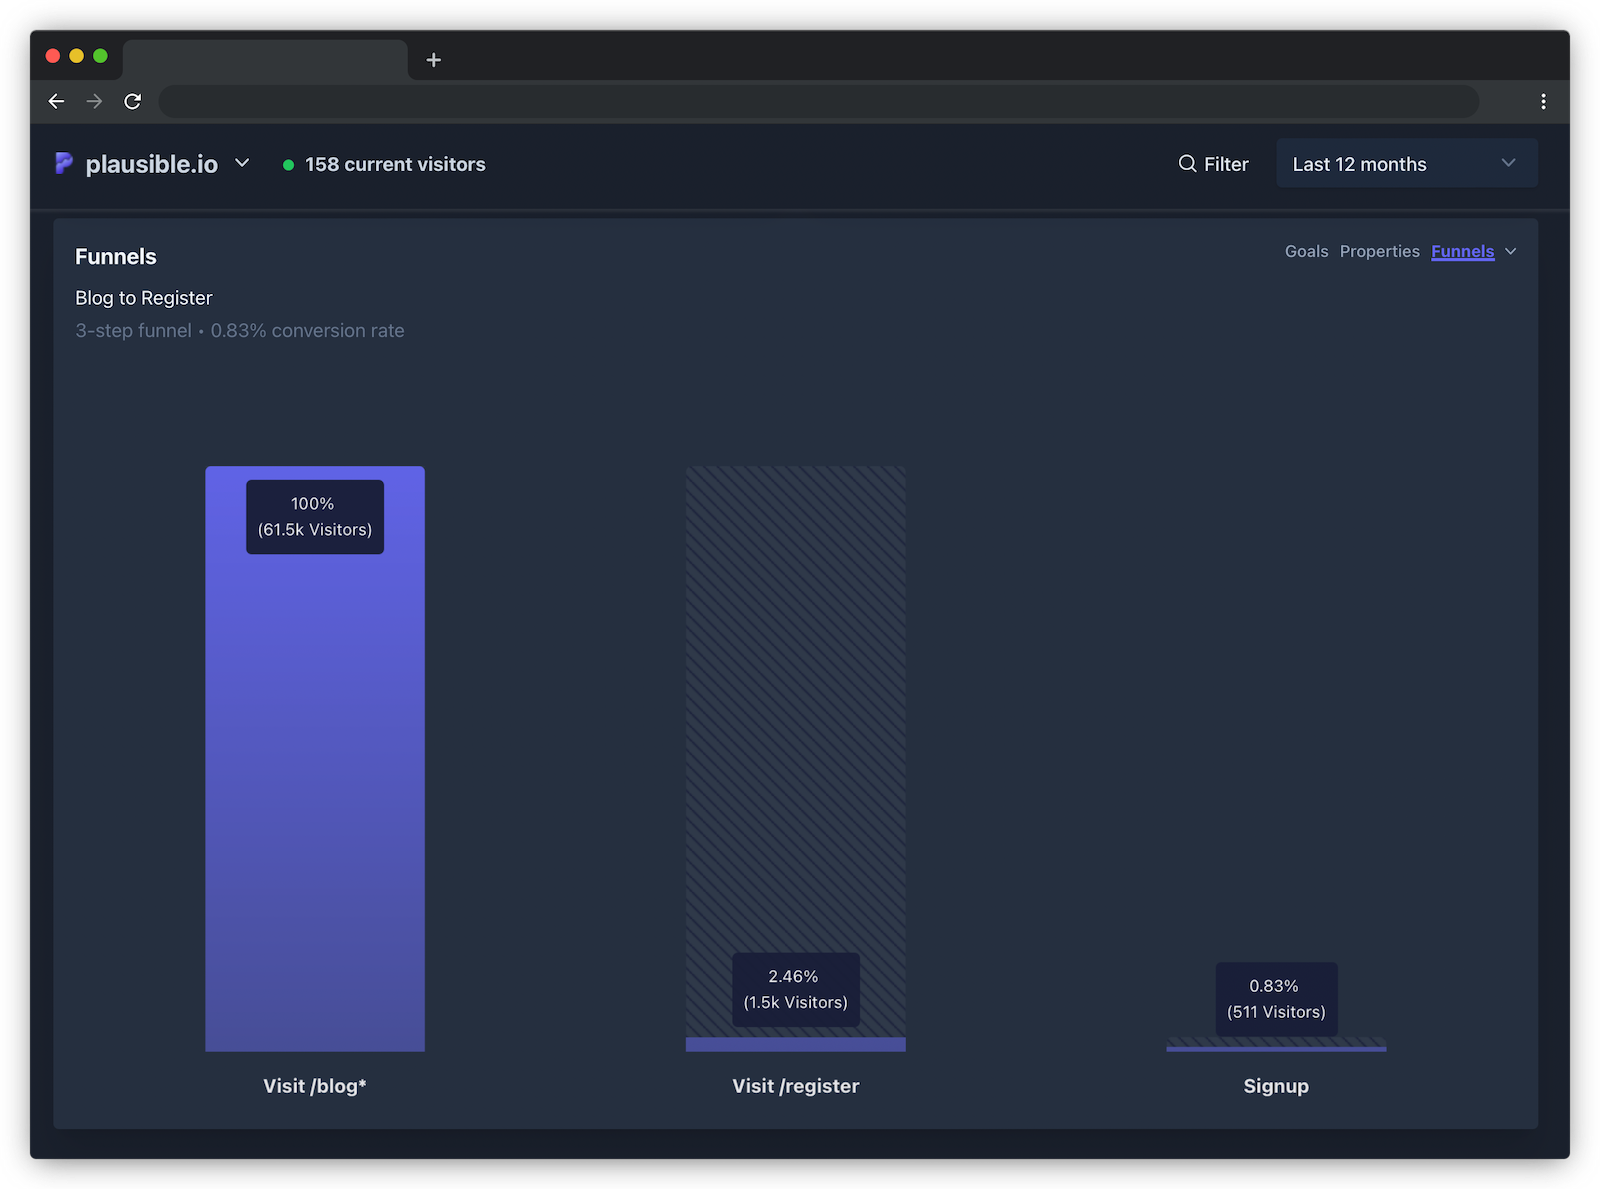 plausible.io
158 current visitors
Filter
Last 12 months
Funnels
Goals Properties Funnels
Blog to Register
3-step funnel • 0.83% conversion rate
100%
(61.5k Visitors)
2.46%
(1.5k Visitors)
0.83%
(511 Visitors)
Visit /blog*
Visit /register
Signup